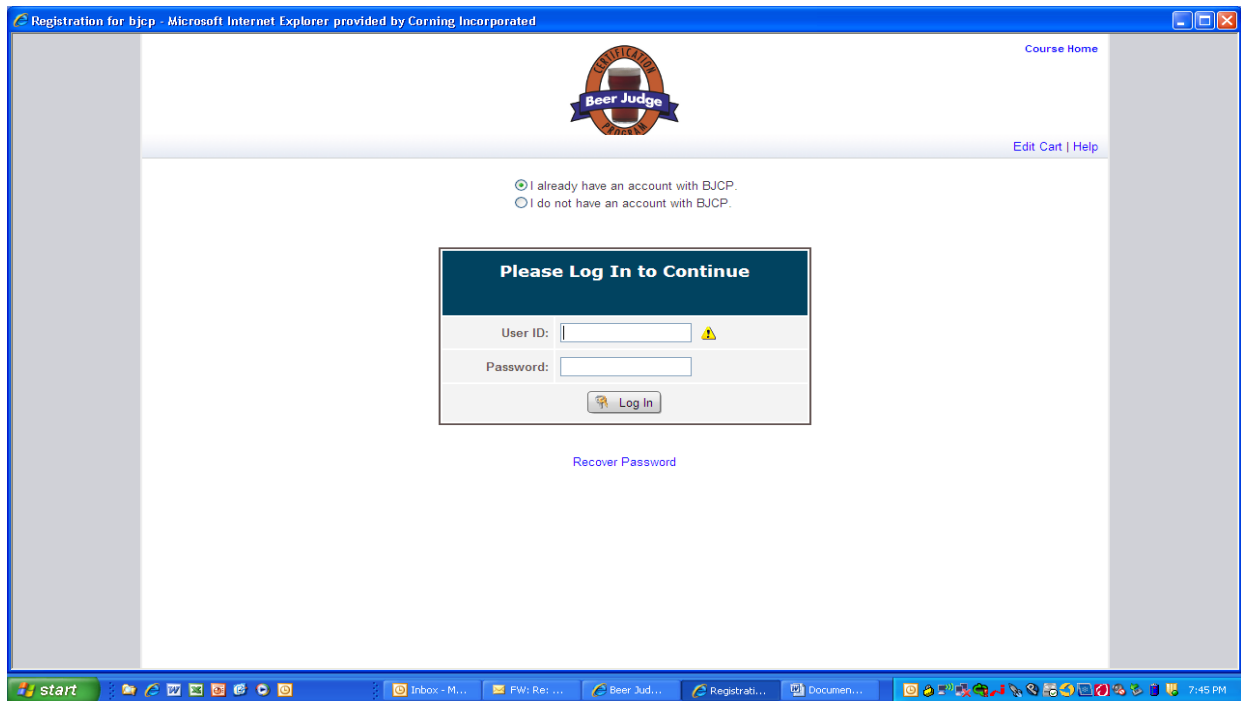 Registration for bjcp - Microsoft Internet Explorer provided by Corning Incorporated
Course Home
CERTIFICATION
Beer Judge
PROGRAM
Edit Cart | Help
I already have an account with BJCP.
I do not have an account with BJCP.
Please Log In to Continue
User ID:
Password:
Log In
Recover Password
start
Inbox - M...
FW: Re: ...
Beer Jud...
Registrati...
Documen...
7:45 PM